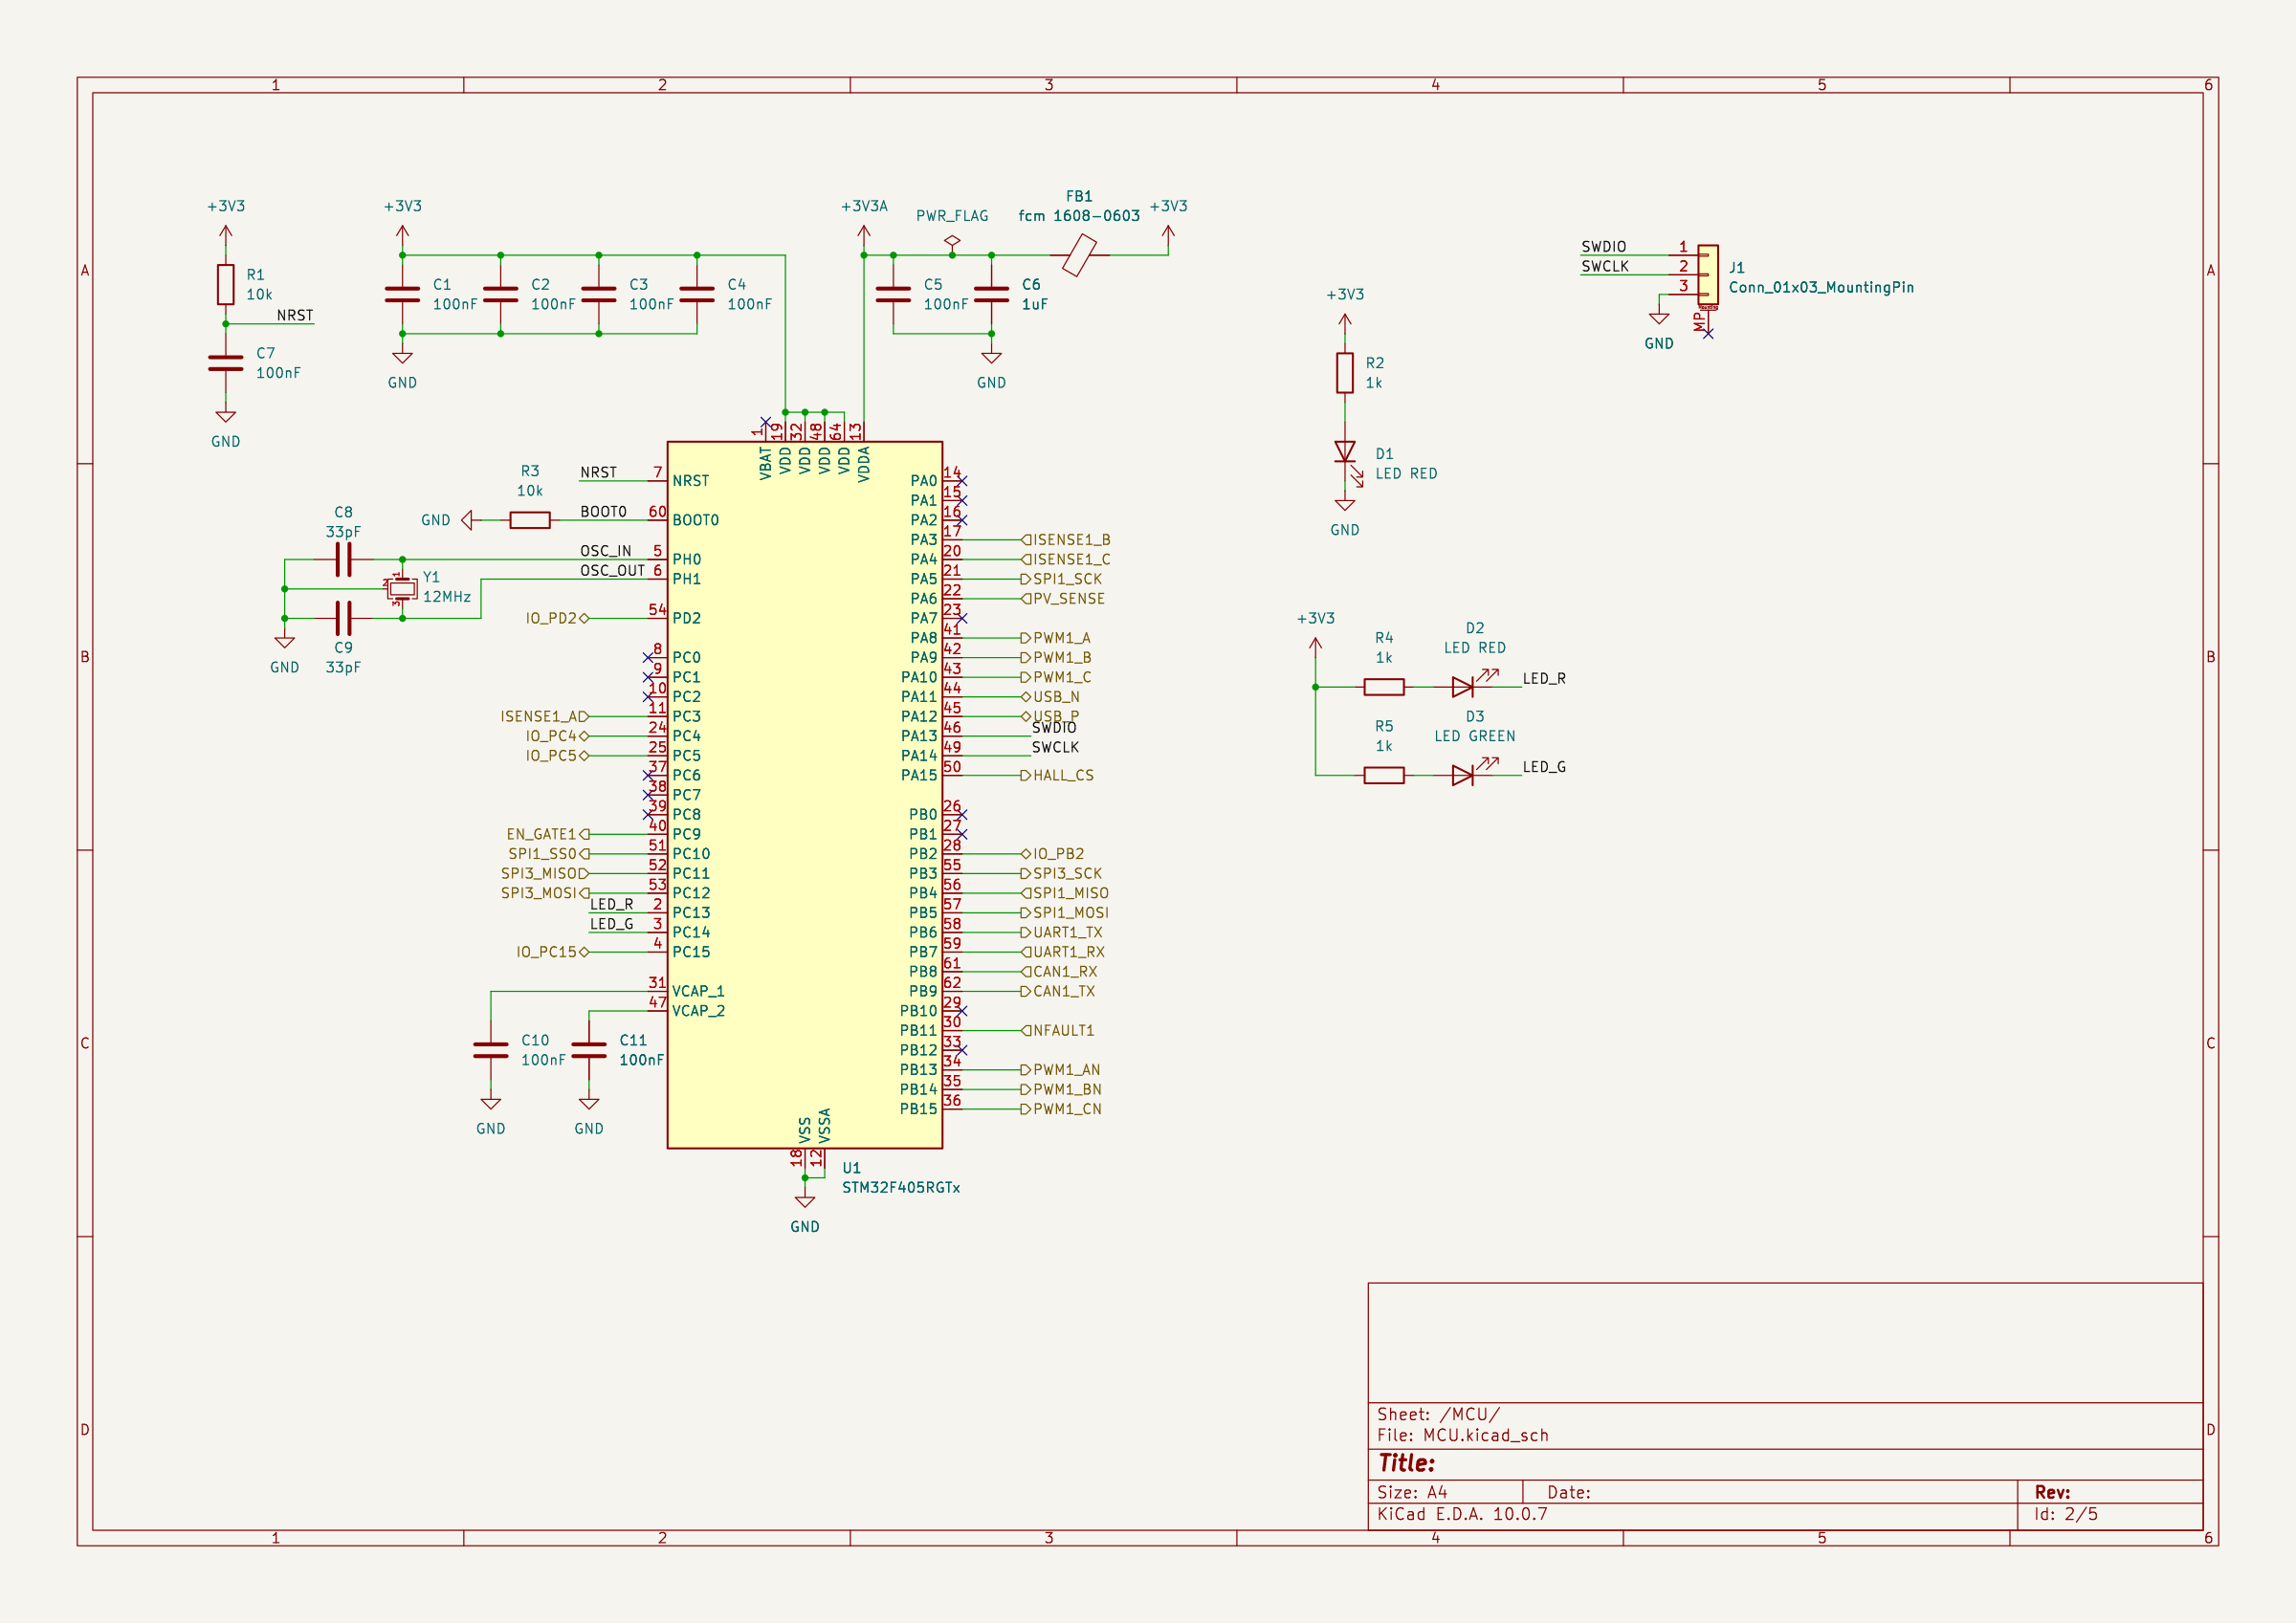 1 2 3 4 5 6
A A
B B
C C
D D
1 2 3 4 5 6
+3V3
R1
10k
NRST
C7
100nF
GND
+3V3
C1
100nF
C2
100nF
C3
100nF
C4
100nF
GND
+3V3A
PWR_FLAG
FB1
fcm 1608-0603
+3V3
C5
100nF
C6
1uF
GND
+3V3
R2
1k
D1
LED RED
GND
SWDIO
SWCLK
1
2
3
J1
Conn_01x03_MountingPin
MP
GND
+3V3
R4
1k
D2
LED RED
LED_R
R5
1k
D3
LED GREEN
LED_G
1 19 32 48 64 13
VBAT VDD VDD VDD VDD VDDA
R3
10k
GND
C8
33pF
Y1
12MHz
1
2
3
C9
33pF
GND
NRST 7 NRST
BOOT0 60 BOOT0
OSC_IN 5 PH0
OSC_OUT 6 PH1
IO_PD2 54 PD2
8 PC0
9 PC1
10 PC2
ISENSE1_A 11 PC3
IO_PC4 24 PC4
IO_PC5 25 PC5
37 PC6
38 PC7
39 PC8
EN_GATE1 40 PC9
SPI1_SS0 51 PC10
SPI3_MISO 52 PC11
SPI3_MOSI 53 PC12
LED_R 2 PC13
LED_G 3 PC14
IO_PC15 4 PC15
31 VCAP_1
47 VCAP_2
C10
100nF
GND
C11
100nF
GND
PA0 14
PA1 15
PA2 16
PA3 17 ISENSE1_B
PA4 20 ISENSE1_C
PA5 21 SPI1_SCK
PA6 22 PV_SENSE
PA7 23
PA8 41 PWM1_A
PA9 42 PWM1_B
PA10 43 PWM1_C
PA11 44 USB_N
PA12 45 USB_P
PA13 46 SWDIO
PA14 49 SWCLK
PA15 50 HALL_CS
PB0 26
PB1 27
PB2 28 IO_PB2
PB3 55 SPI3_SCK
PB4 56 SPI1_MISO
PB5 57 SPI1_MOSI
PB6 58 UART1_TX
PB7 59 UART1_RX
PB8 61 CAN1_RX
PB9 62 CAN1_TX
PB10 29
PB11 30 NFAULT1
PB12 33
PB13 34 PWM1_AN
PB14 35 PWM1_BN
PB15 36 PWM1_CN
VSS VSSA
18 12
U1
STM32F405RGTx
GND
Sheet: /MCU/
File: MCU.kicad_sch
Title:
Size: A4 Date: Rev:
KiCad E.D.A. 10.0.7 Id: 2/5